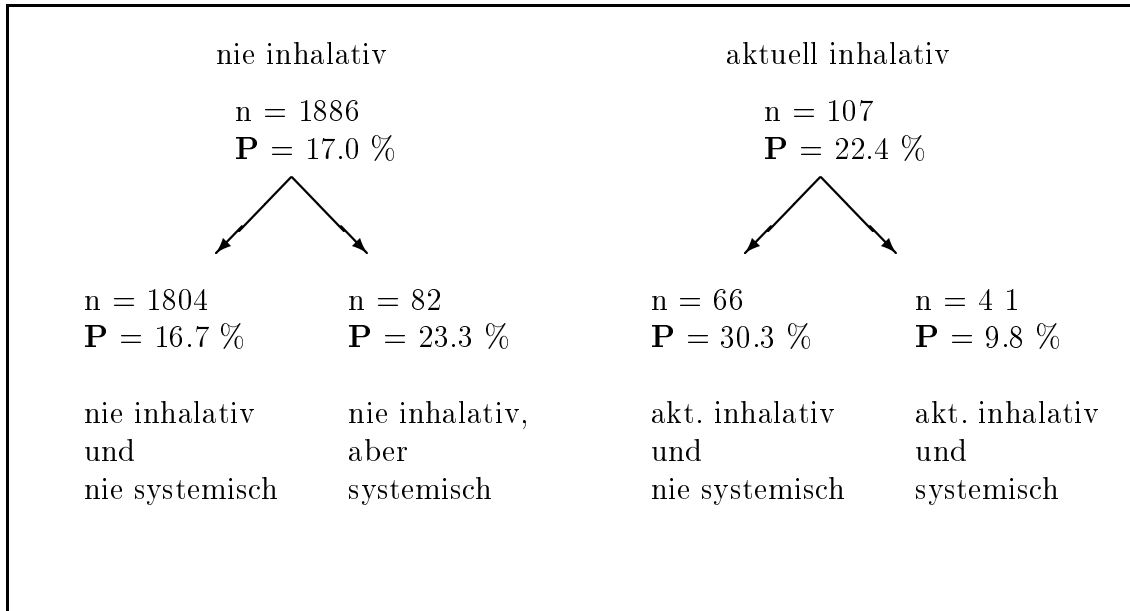 nie inhalativ
n = 1886
P = 17.0 %
n = 1804
P = 16.7 %
nie inhalativ
und
nie systemisch
n = 82
P = 23.3 %
nie inhalativ,
aber
systemisch
aktuell inhalativ
n = 107
P = 22.4 %
n = 66
P = 30.3 %
akt. inhalativ
und
nie systemisch
n = 4 1
P = 9.8 %
akt. inhalativ
und
systemisch